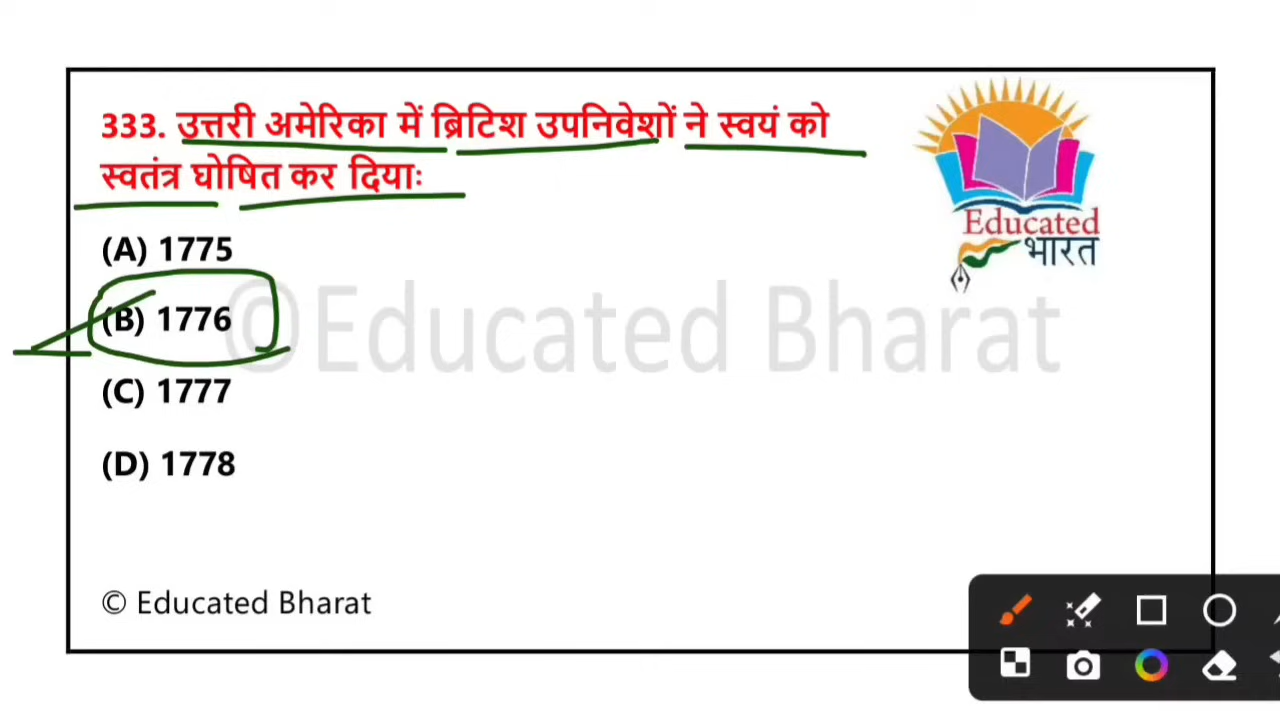 333. उत्तरी अमेरिका में ब्रिटिश उपनिवेशों ने स्वयं को
स्वतंत्र घोषित कर दियाः
Educated
भारत
(A) 1775
(B) 1776
©Educated Bharat
(C) 1777
(D) 1778
© Educated Bharat